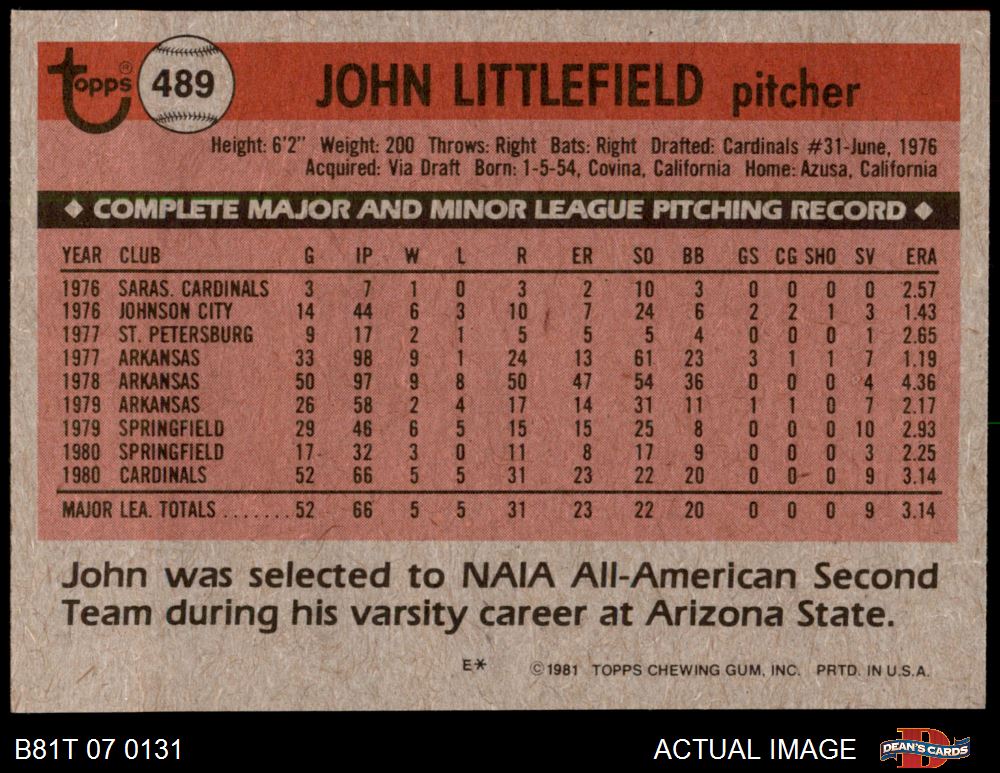 topps® 489 JOHN LITTLEFIELD pitcher
Height: 6'2" Weight: 200 Throws: Right Bats: Right Drafted: Cardinals #31-June, 1976
Acquired: Via Draft Born: 1-5-54, Covina, California Home: Azusa, California
◆ COMPLETE MAJOR AND MINOR LEAGUE PITCHING RECORD ◆
YEAR CLUB G IP W L R ER SO BB GS CG SHO SV ERA
1976 SARAS. CARDINALS 3 7 1 0 3 2 10 3 0 0 0 0 2.57
1976 JOHNSON CITY 14 44 6 3 10 7 24 6 2 2 1 3 1.43
1977 ST. PETERSBURG 9 17 2 1 5 5 5 4 0 0 0 1 2.65
1977 ARKANSAS 33 98 9 1 24 13 61 23 3 1 1 7 1.19
1978 ARKANSAS 50 97 9 8 50 47 54 36 0 0 0 4 4.36
1979 ARKANSAS 26 58 2 4 17 14 31 11 1 1 0 7 2.17
1979 SPRINGFIELD 29 46 6 5 15 15 25 8 0 0 0 10 2.93
1980 SPRINGFIELD 17 32 3 0 11 8 17 9 0 0 0 3 2.25
1980 CARDINALS 52 66 5 5 31 23 22 20 0 0 0 9 3.14
MAJOR LEA. TOTALS ....... 52 66 5 5 31 23 22 20 0 0 0 9 3.14
John was selected to NAIA All-American Second
Team during his varsity career at Arizona State.
E* ©1981 TOPPS CHEWING GUM, INC. PRTD. IN U.S.A.
B81T 07 0131 ACTUAL IMAGE DEAN'S CARDS